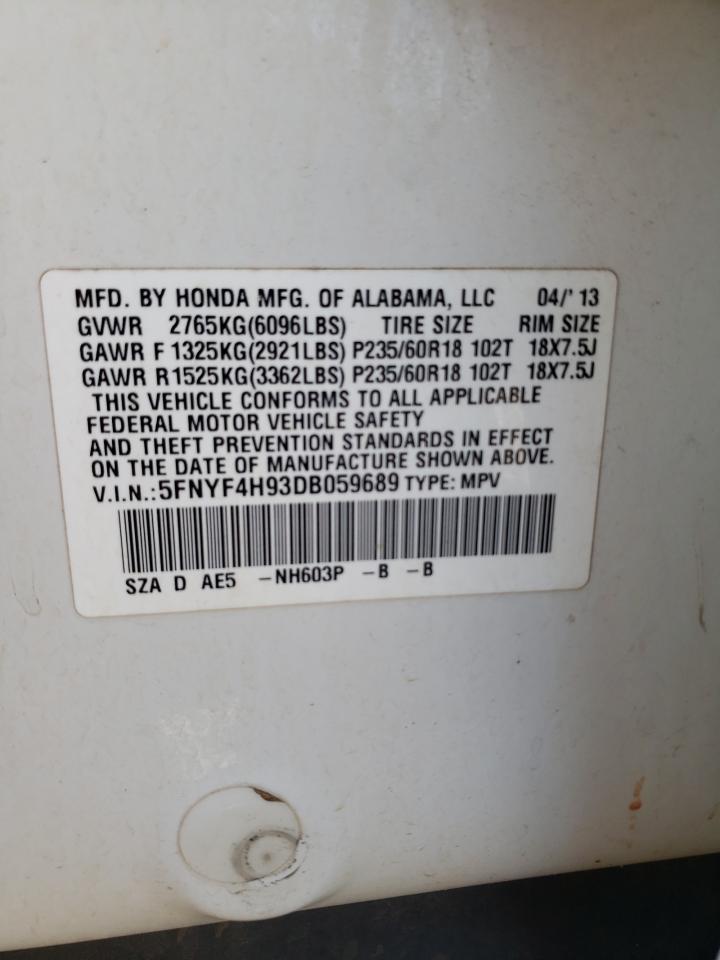 MFD. BY HONDA MFG. OF ALABAMA, LLC 04/'13
GVWR 2765KG(6096LBS) TIRE SIZE RIM SIZE
GAWR F 1325KG(2921LBS) P235/60R18 102T 18X7.5J
GAWR R1525KG(3362LBS) P235/60R18 102T 18X7.5J
THIS VEHICLE CONFORMS TO ALL APPLICABLE
FEDERAL MOTOR VEHICLE SAFETY
AND THEFT PREVENTION STANDARDS IN EFFECT
ON THE DATE OF MANUFACTURE SHOWN ABOVE.
V.I.N.:5FNYF4H93DB059689 TYPE: MPV
SZA D AE5 -NH603P -B -B